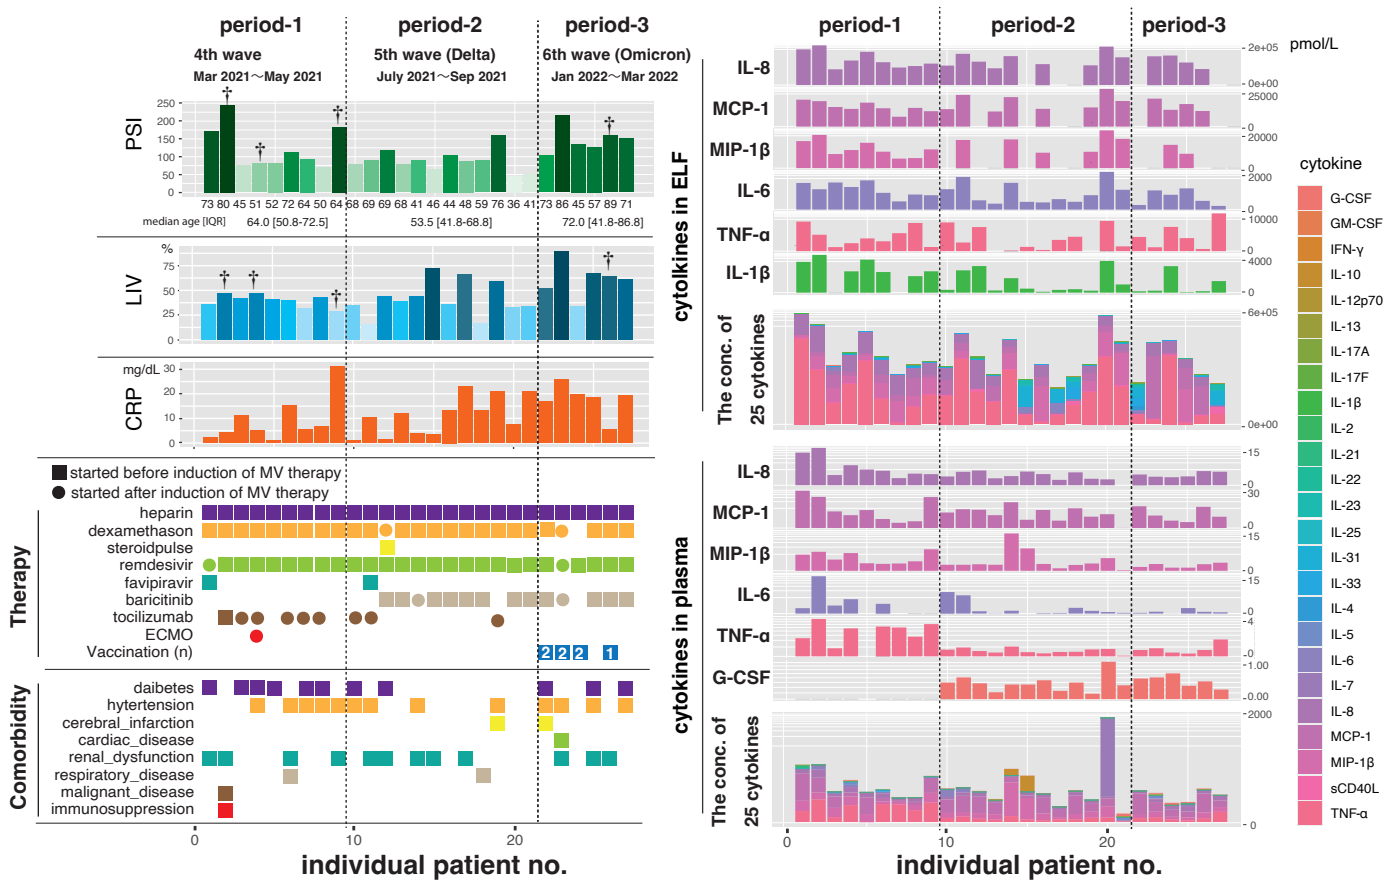 period-1
period-2
period-3
4th wave
5th wave (Delta)
6th wave (Omicron)
Mar 2021～May 2021
July 2021～Sep 2021
Jan 2022～Mar 2022
PSI
250
200
150
100
50
0
† † † †
73 80 45 51 52 72 64 50 64 68 69 69 68 41 46 44 48 59 76 36 41 73 86 45 57 89 71
median age [IQR]
64.0 [50.8-72.5]
53.5 [41.8-68.8]
72.0 [41.8-86.8]
LIV
%
75
50
25
0
† † † †
CRP
mg/dL
30
20
10
0
started before induction of MV therapy
started after induction of MV therapy
Therapy
heparin
dexamethason
steroidpulse
remdesivir
favipiravir
baricitinib
tocilizumab
ECMO
Vaccination (n)
2 2 2 1
Comorbidity
daibetes
hytertension
cerebral_infarction
cardiac_disease
renal_dysfunction
respiratory_disease
malignant_disease
immunosuppression
0 10 20
individual patient no.
period-1
period-2
period-3
pmol/L
cytolkines in ELF
IL-8
2e+05
0e+00
MCP-1
25000
0
MIP-1β
20000
0
IL-6
2000
0
TNF-α
10000
0
IL-1β
4000
0
The conc. of
25 cytokines
6e+05
0e+00
cytokines in plasma
IL-8
15
0
MCP-1
30
0
MIP-1β
15
0
IL-6
15
0
TNF-α
4
0
G-CSF
1.00
0.00
The conc. of
25 cytokines
2000
0
0 10 20
individual patient no.
cytokine
G-CSF
GM-CSF
IFN-γ
IL-10
IL-12p70
IL-13
IL-17A
IL-17F
IL-1β
IL-2
IL-21
IL-22
IL-23
IL-25
IL-31
IL-33
IL-4
IL-5
IL-6
IL-7
IL-8
MCP-1
MIP-1β
sCD40L
TNF-α